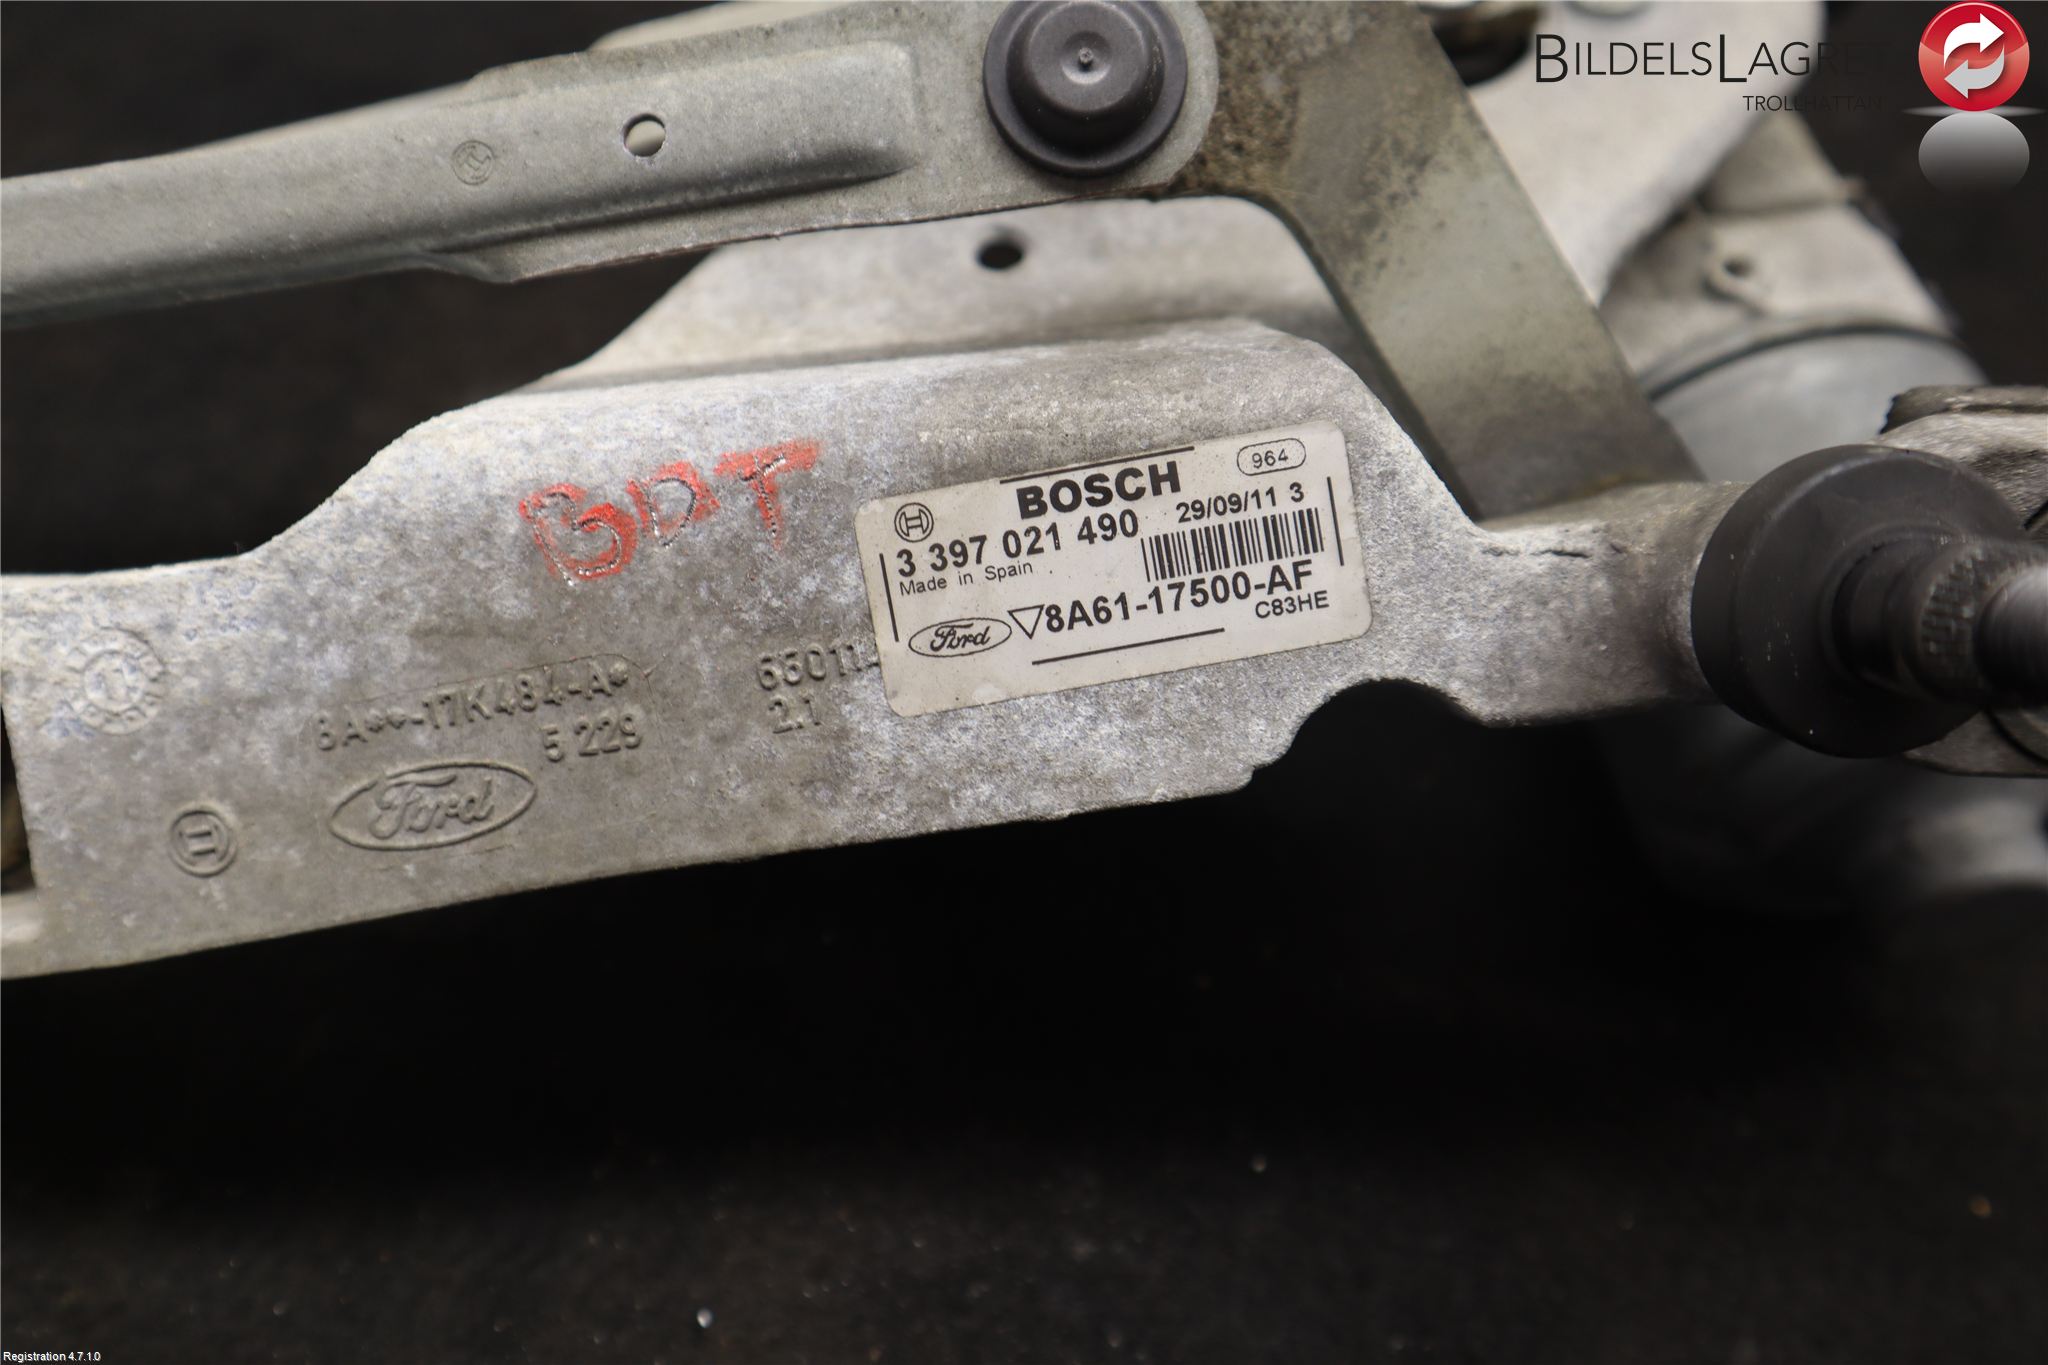 BILDELSLAGRET
TROLLHÄTTAN
BDT
BOSCH
964
3 397 021 490
29/09/11 3
Made in Spain
Ford
8A61-17500-AF
C83HE
8A**-17K484-A*
5 229
2.1
Ford
Registration 4.7.1.0